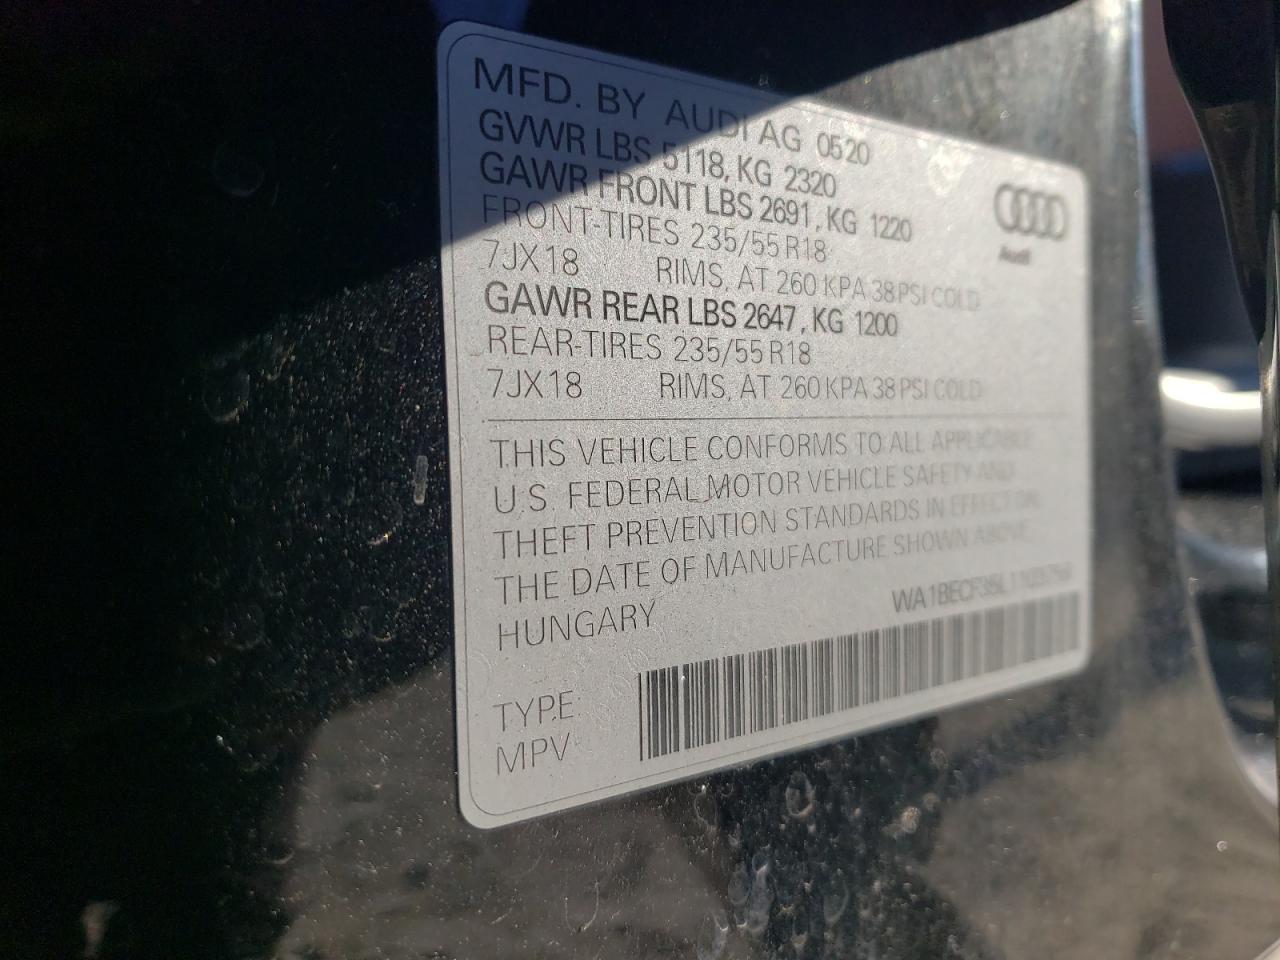 MFD. BY AUDI AG 0520
GVWR LBS 5118, KG 2320
GAWR FRONT LBS 2691, KG 1220
FRONT-TIRES 235/55 R18
7JX18 RIMS, AT 260 KPA 38 PSI COLD
GAWR REAR LBS 2647, KG 1200
REAR-TIRES 235/55 R18
7JX18 RIMS, AT 260 KPA 38 PSI COLD
Audi
THIS VEHICLE CONFORMS TO ALL APPLICABLE
U.S. FEDERAL MOTOR VEHICLE SAFETY AND
THEFT PREVENTION STANDARDS IN EFFECT ON
THE DATE OF MANUFACTURE SHOWN ABOVE
HUNGARY
TYPE:
MPV